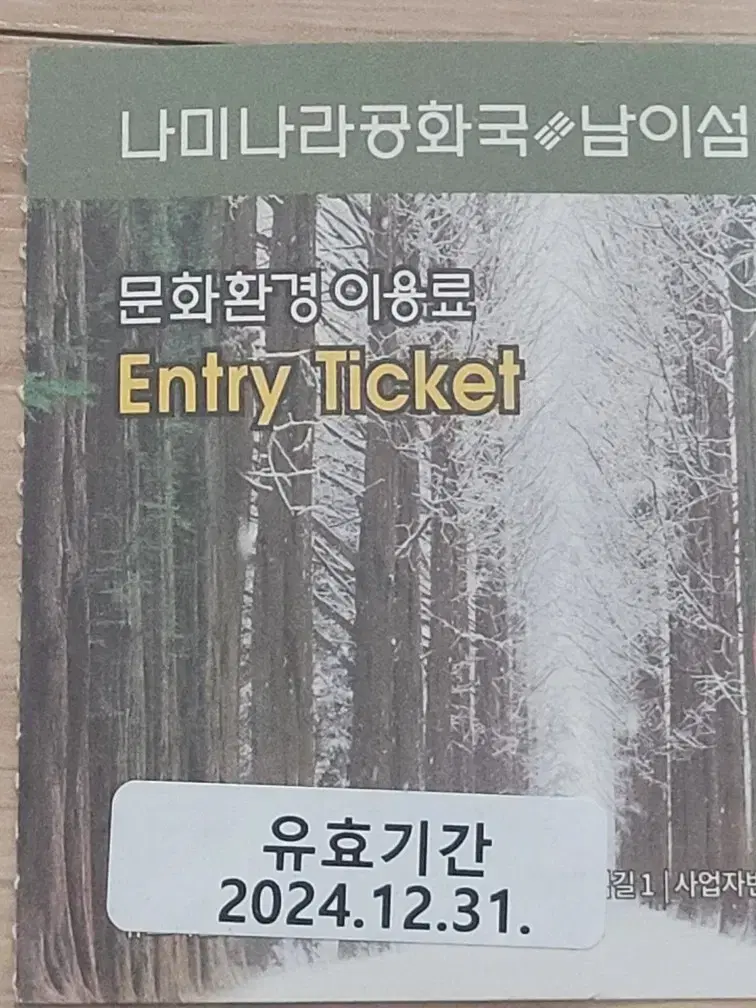 나미나라공화국 남이섬
문화환경 이용료
Entry Ticket
유효기간
2024.12.31.
길 1 | 사업자번